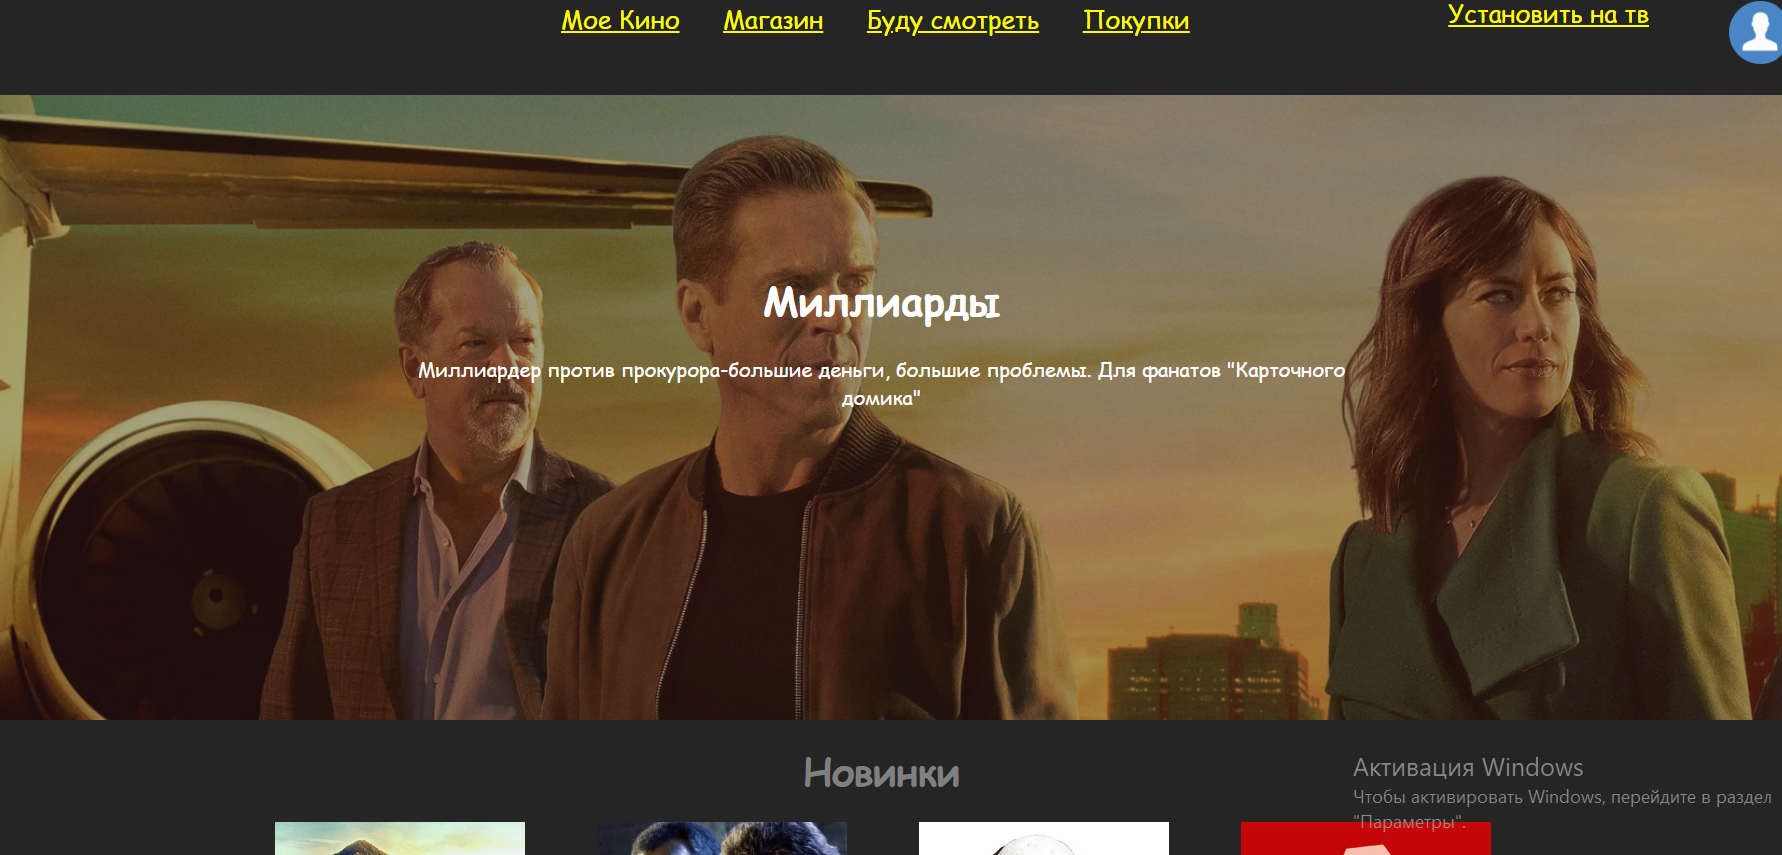 Мое Кино Магазин Буду смотреть Покупки Установить на тв
Миллиарды
Миллиардер против прокурора-большие деньги, большие проблемы. Для фанатов "Карточного
домика"
Новинки
Активация Windows
Чтобы активировать Windows, перейдите в раздел
"Параметры".